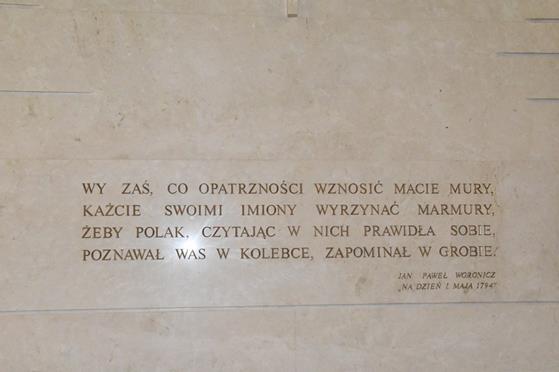 WY ZAŚ, CO OPATRZNOŚCI WZNOSIĆ MACIE MURY,
KAŻCIE SWOIMI IMIONY WYRZYNAĆ MARMURY,
ŻEBY POLAK, CZYTAJĄC W NICH PRAWIDŁA SOBIE,
POZNAWAŁ WAS W KOLEBCE, ZAPOMINAŁ W GROBIE.
JAN PAWEŁ WORONICZ
„NA DZIEŃ 1 MAJA 1794"